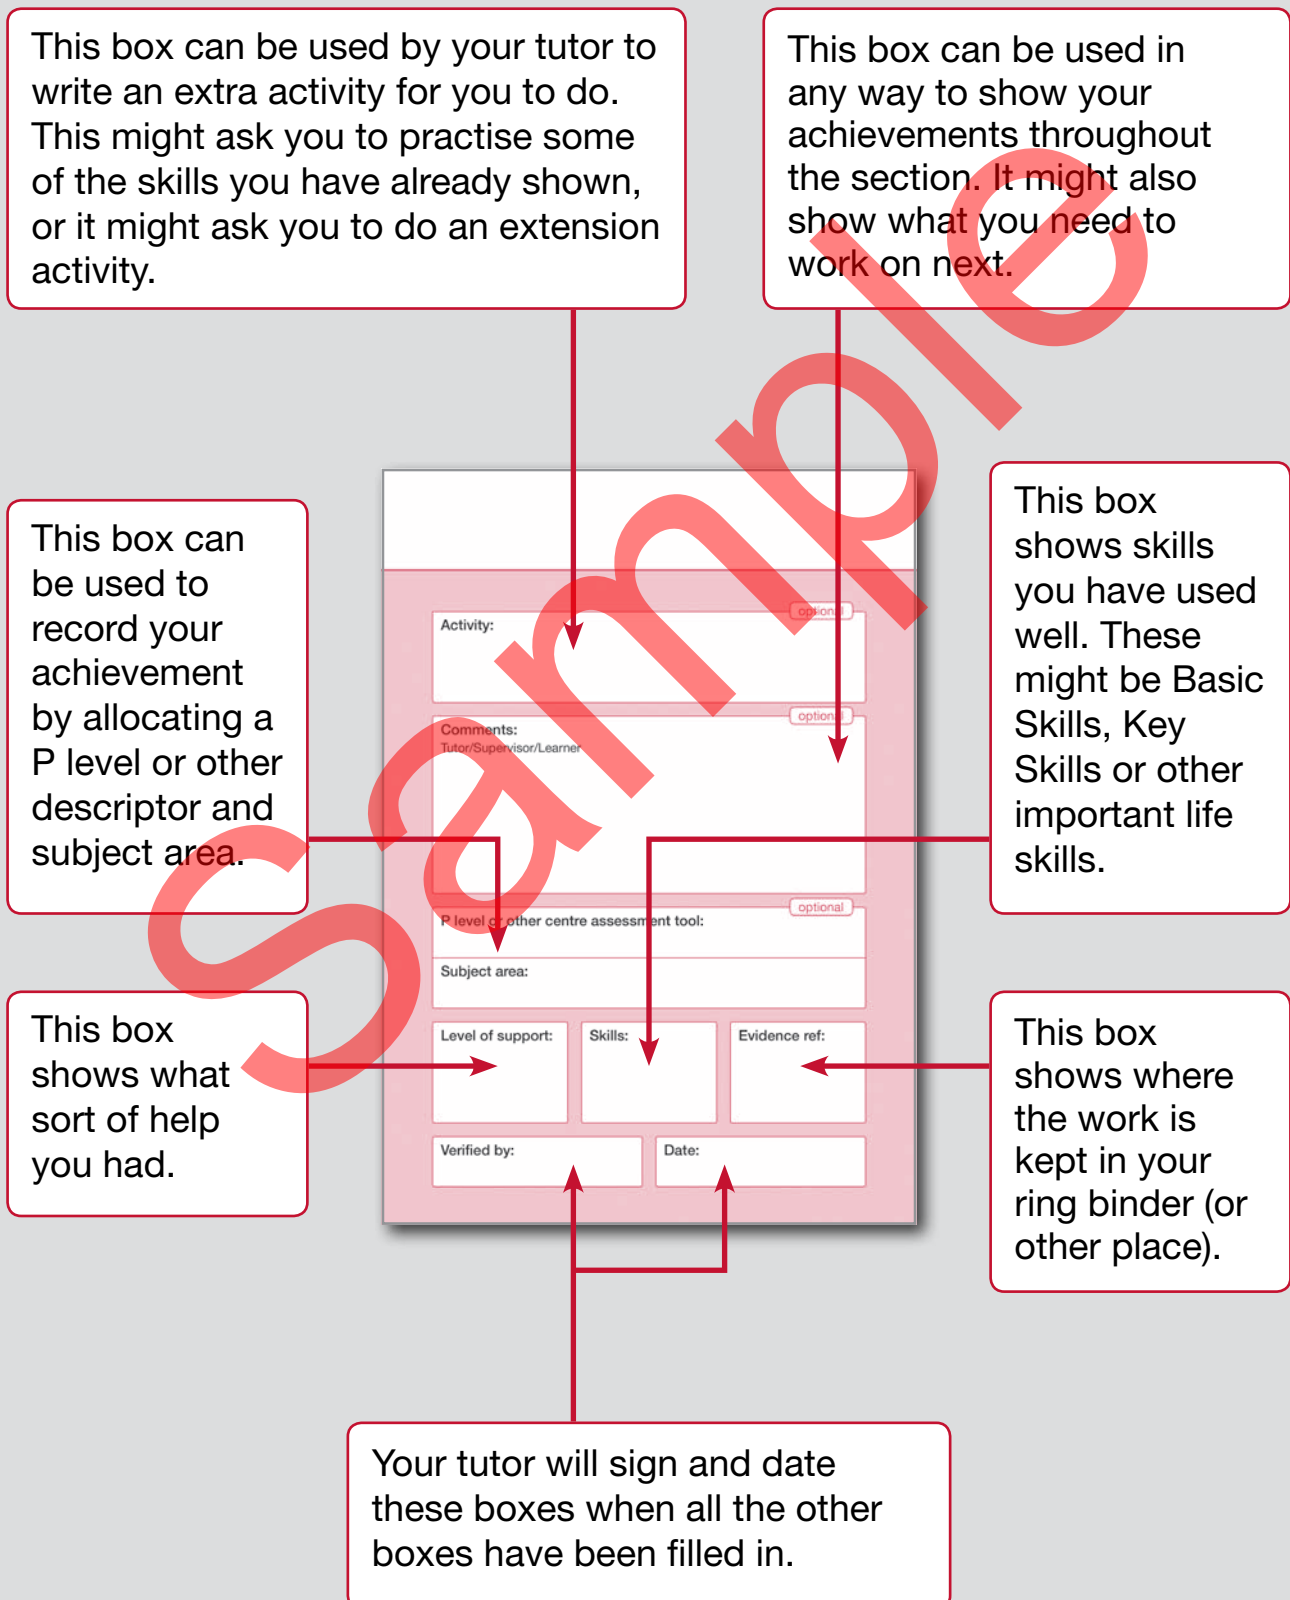 This box can be used by your tutor to
write an extra activity for you to do.
This might ask you to practise some
of the skills you have already shown,
or it might ask you to do an extension
activity.
This box can be used in
any way to show your
achievements throughout
the section. It might also
show what you need to
work on next.
This box can
be used to
record your
achievement
by allocating a
P level or other
descriptor and
subject area.
This box
shows skills
you have used
well. These
might be Basic
Skills, Key
Skills or other
important life
skills.
optional
Activity:
optional
Comments:
Tutor/Supervisor/Learner
optional
P level or other centre assessment tool:
Subject area:
Level of support:
Skills:
Evidence ref:
Verified by:
Date:
This box
shows what
sort of help
you had.
This box
shows where
the work is
kept in your
ring binder (or
other place).
Your tutor will sign and date
these boxes when all the other
boxes have been filled in.
Sample